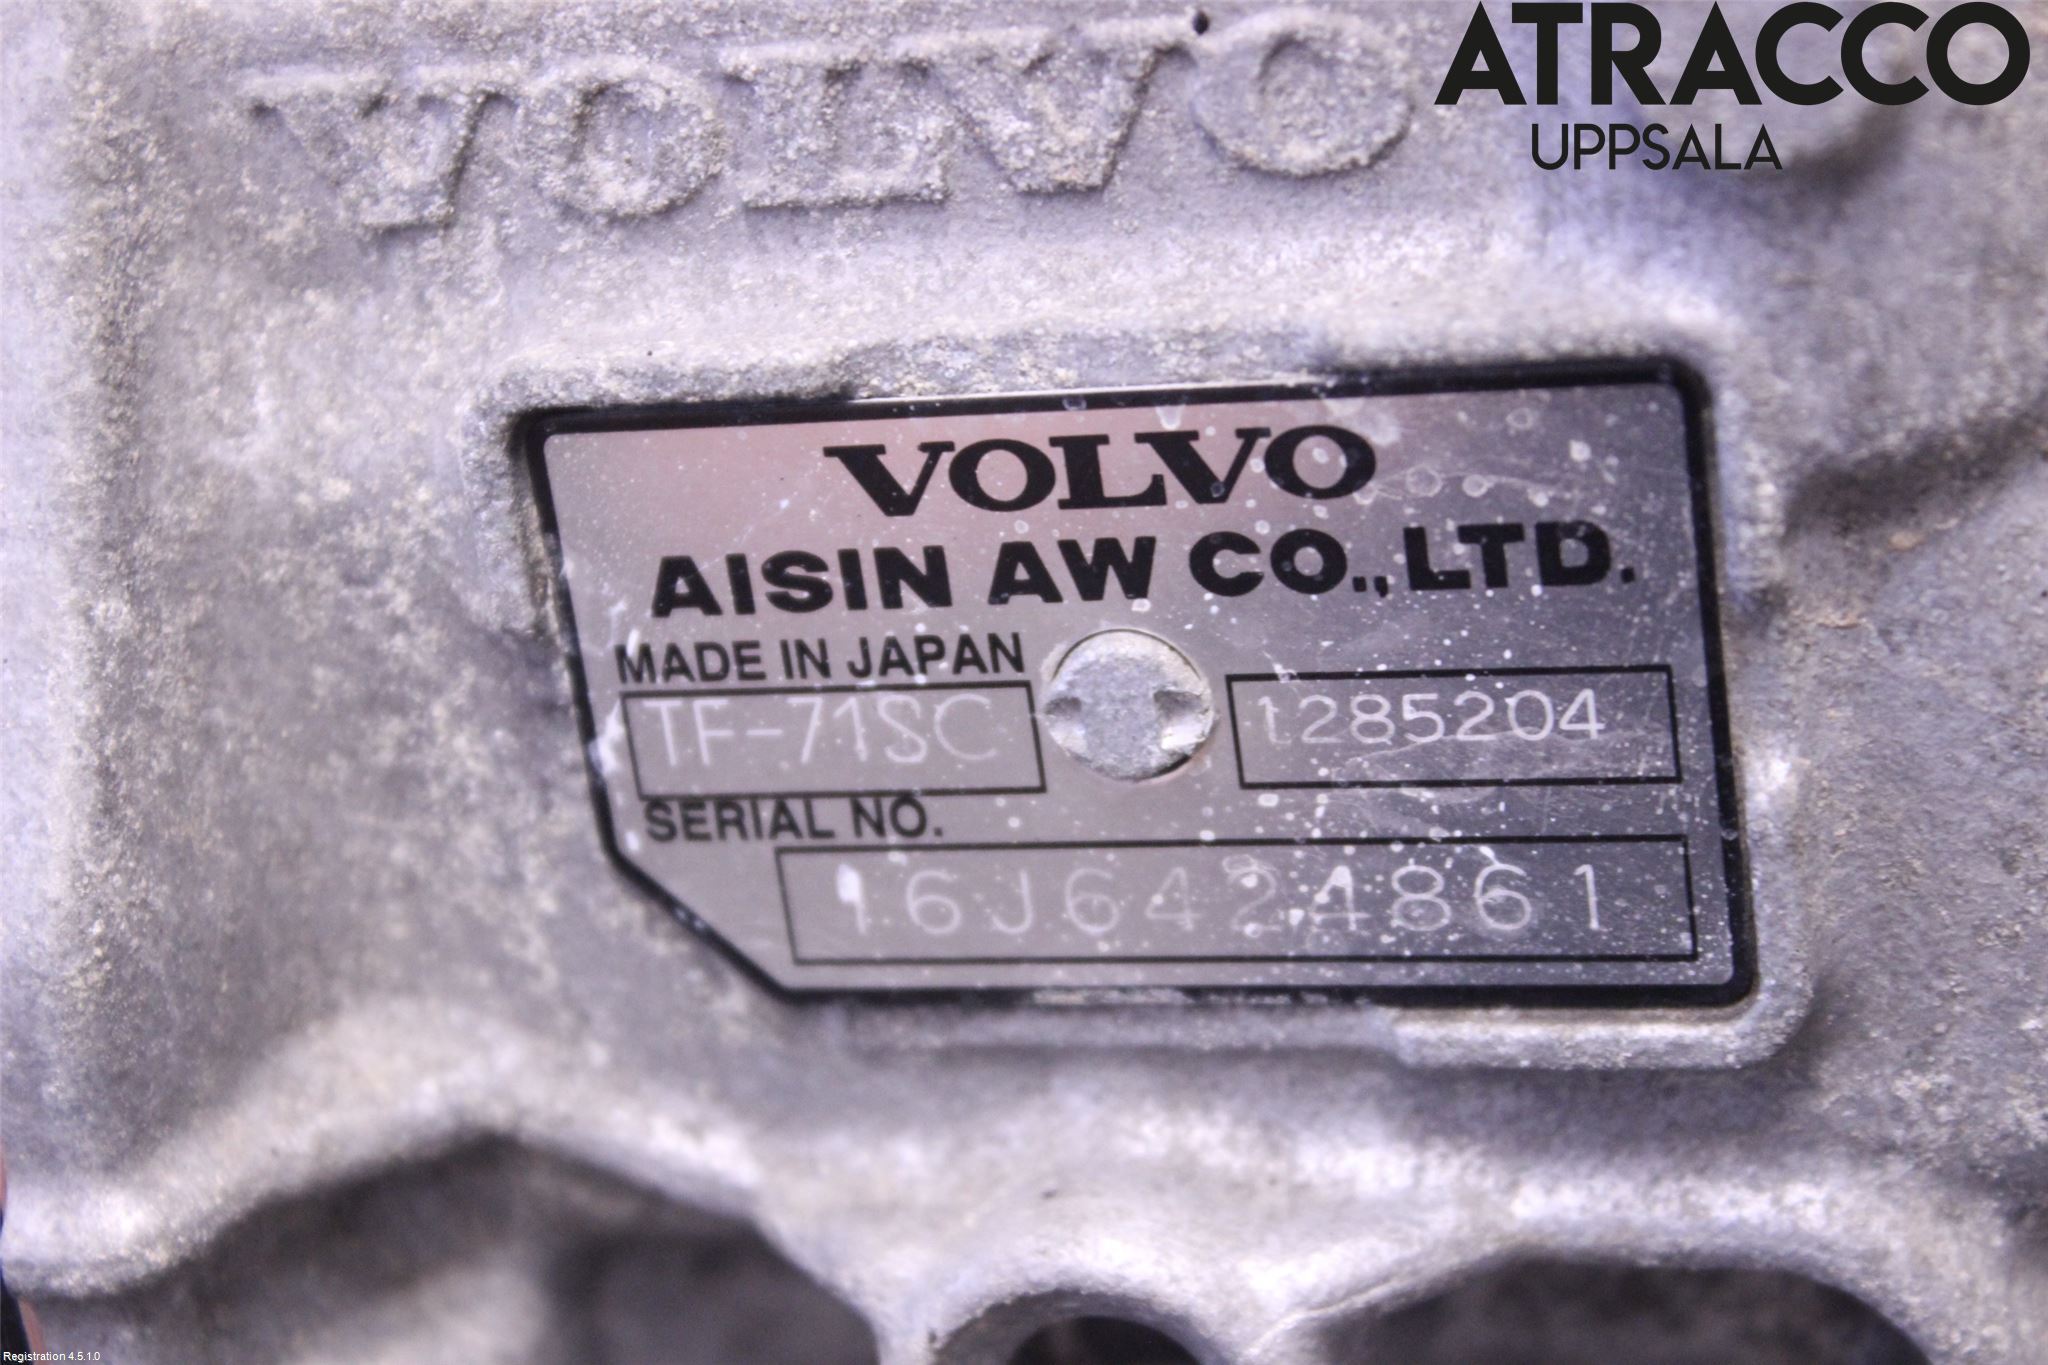 VOLVO
ATRACCO
UPPSALA
VOLVO
AISIN AW CO., LTD.
MADE IN JAPAN
TF-71SC
1285204
SERIAL NO.
16J6424861
Registration 4.5.1.0